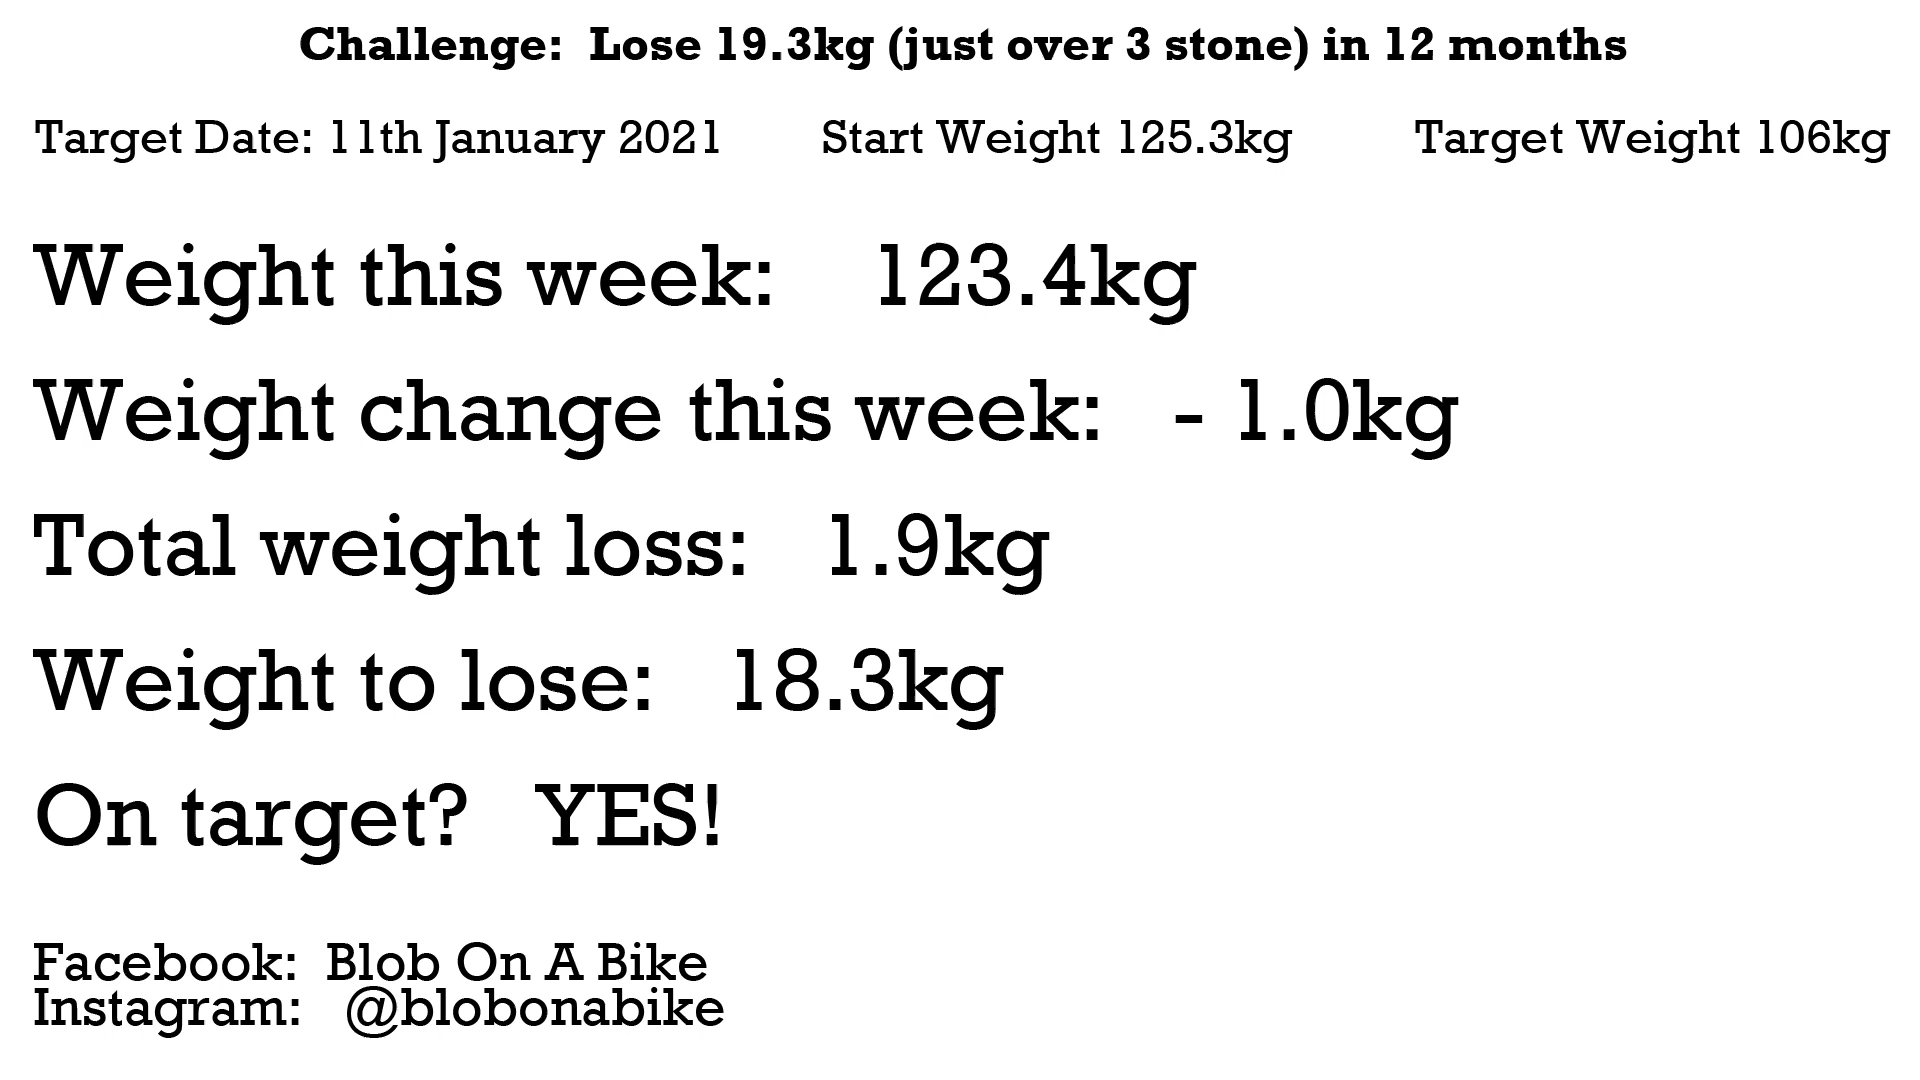 Challenge:  Lose 19.3kg (just over 3 stone) in 12 months
Target Date: 11th January 2021 Start Weight 125.3kg Target Weight 106kg
Weight this week: 123.4kg
Weight change this week: - 1.0kg
Total weight loss: 1.9kg
Weight to lose: 18.3kg
On target? YES!
Facebook: Blob On A Bike
Instagram: @blobonabike